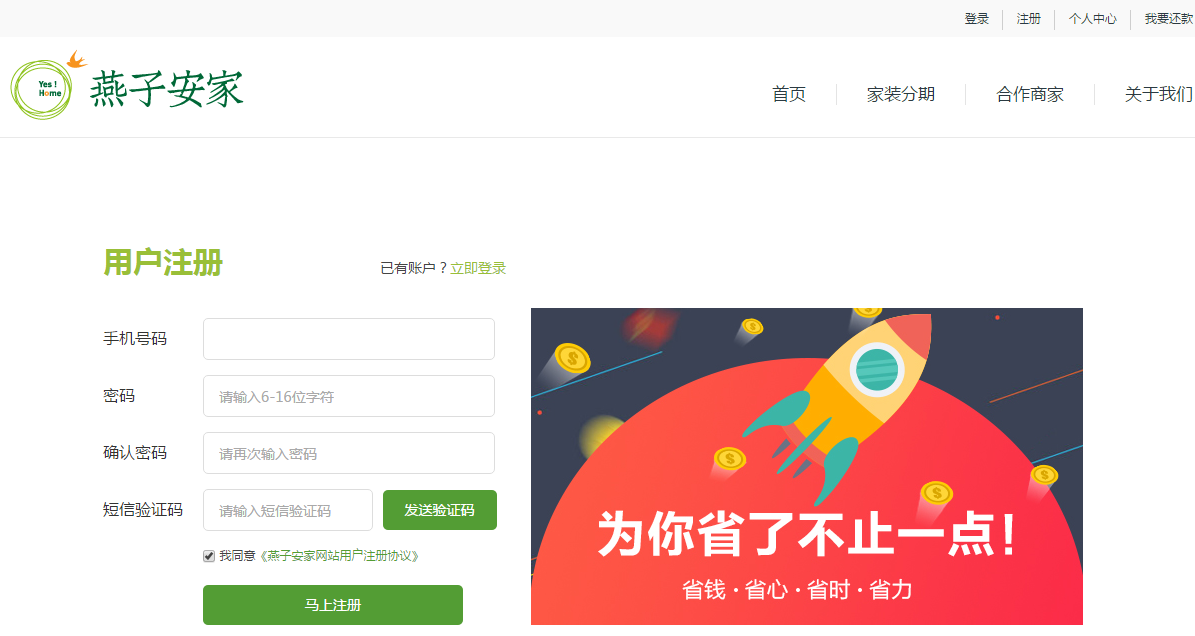 登录 注册 个人中心 我要还款
Yes !
Home
燕子安家
首页 家装分期 合作商家 关于我们
用户注册
已有账户？立即登录
手机号码
密码 请输入6-16位字符
确认密码 请再次输入密码
短信验证码 请输入短信验证码 发送验证码
我同意《燕子安家网站用户注册协议》
马上注册
为你省了不止一点！
省钱 · 省心 · 省时 · 省力